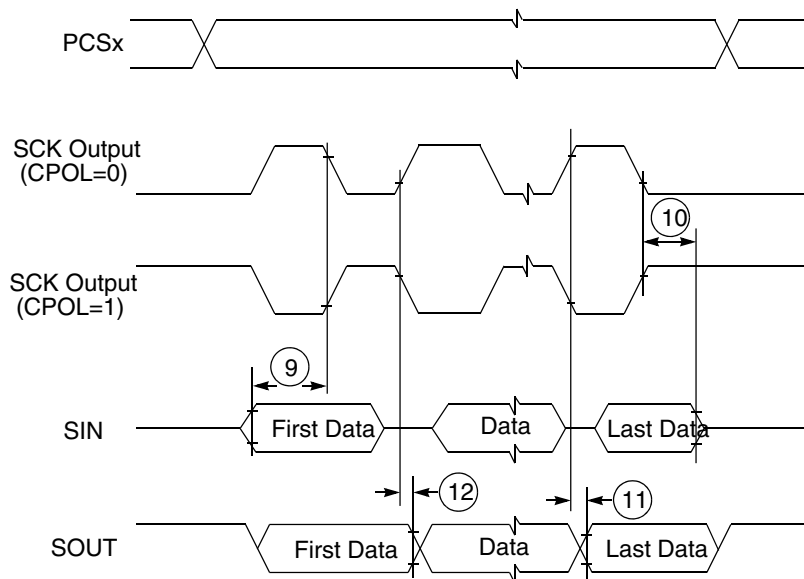 PCSx
SCK Output
(CPOL=0)
10
SCK Output
(CPOL=1)
9
SIN
First Data
Data
Last Data
12
11
SOUT
First Data
Data
Last Data